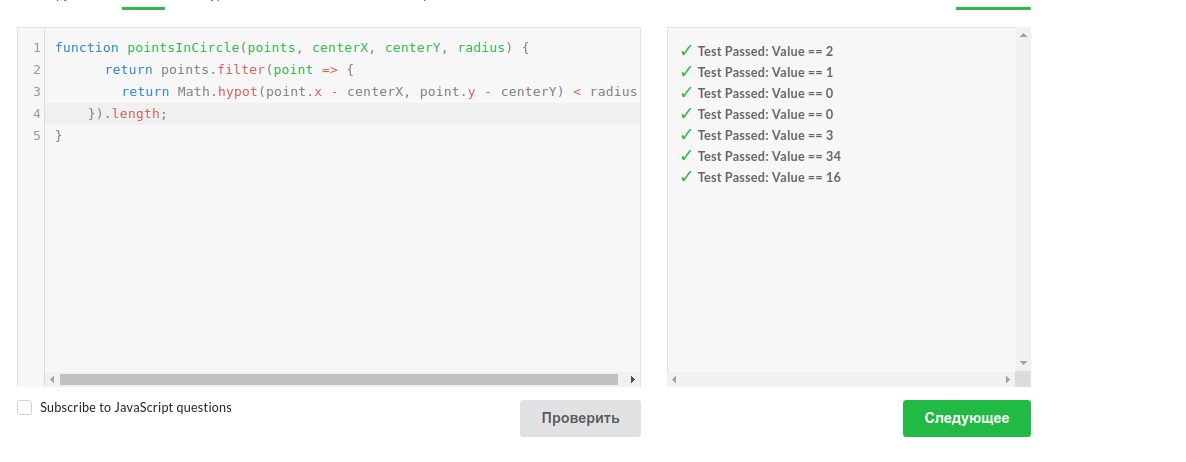 1 function pointsInCircle(points, centerX, centerY, radius) {
2 return points.filter(point => {
3 return Math.hypot(point.x - centerX, point.y - centerY) < radius
4 }).length;
5 }
✓ Test Passed: Value == 2
✓ Test Passed: Value == 1
✓ Test Passed: Value == 0
✓ Test Passed: Value == 0
✓ Test Passed: Value == 3
✓ Test Passed: Value == 34
✓ Test Passed: Value == 16
Subscribe to JavaScript questions
Проверить
Следующее